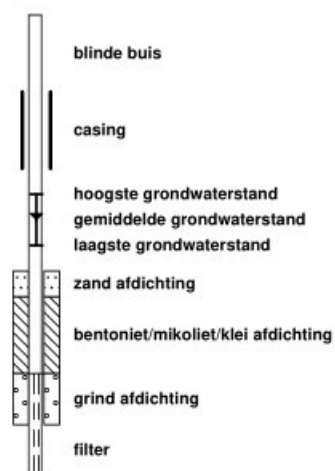 blinde buis
casing
hoogste grondwaterstand
gemiddelde grondwaterstand
laagste grondwaterstand
zand afdichting
bentoniet/mikoliet/klei afdichting
grind afdichting
filter